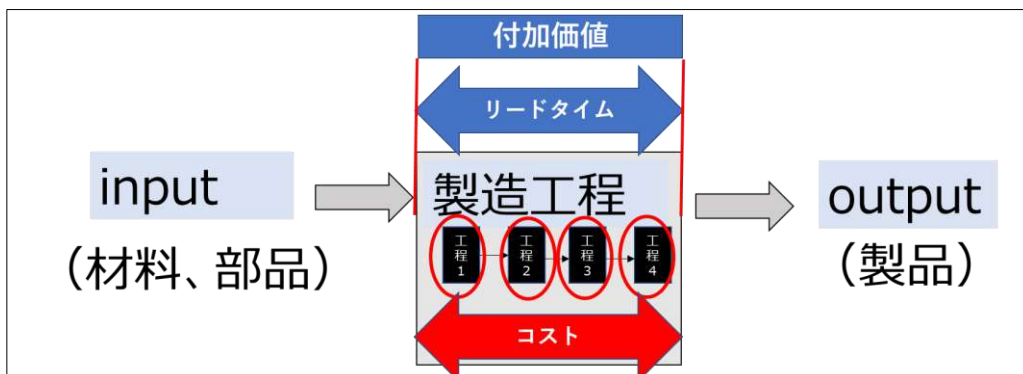 付加価値
リードタイム
input
製造工程
output
(材料、部品)
工程1
工程2
工程3
工程4
(製品)
コスト